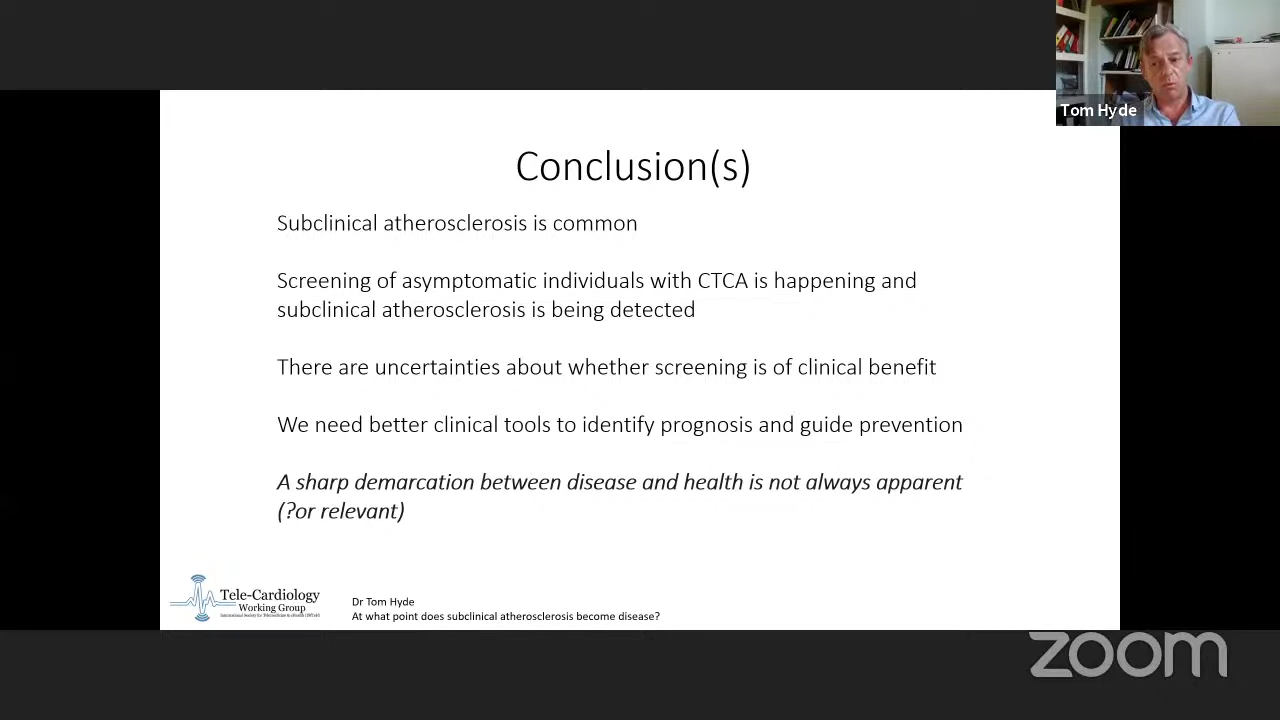 Tom Hyde
Conclusion(s)
Subclinical atherosclerosis is common
Screening of asymptomatic individuals with CTCA is happening and
subclinical atherosclerosis is being detected
There are uncertainties about whether screening is of clinical benefit
We need better clinical tools to identify prognosis and guide prevention
A sharp demarcation between disease and health is not always apparent
(?or relevant)
Tele-Cardiology
Working Group
International Society for Telemedicine & eHealth (ISfTeH)
Dr Tom Hyde
At what point does subclinical atherosclerosis become disease?
zoom